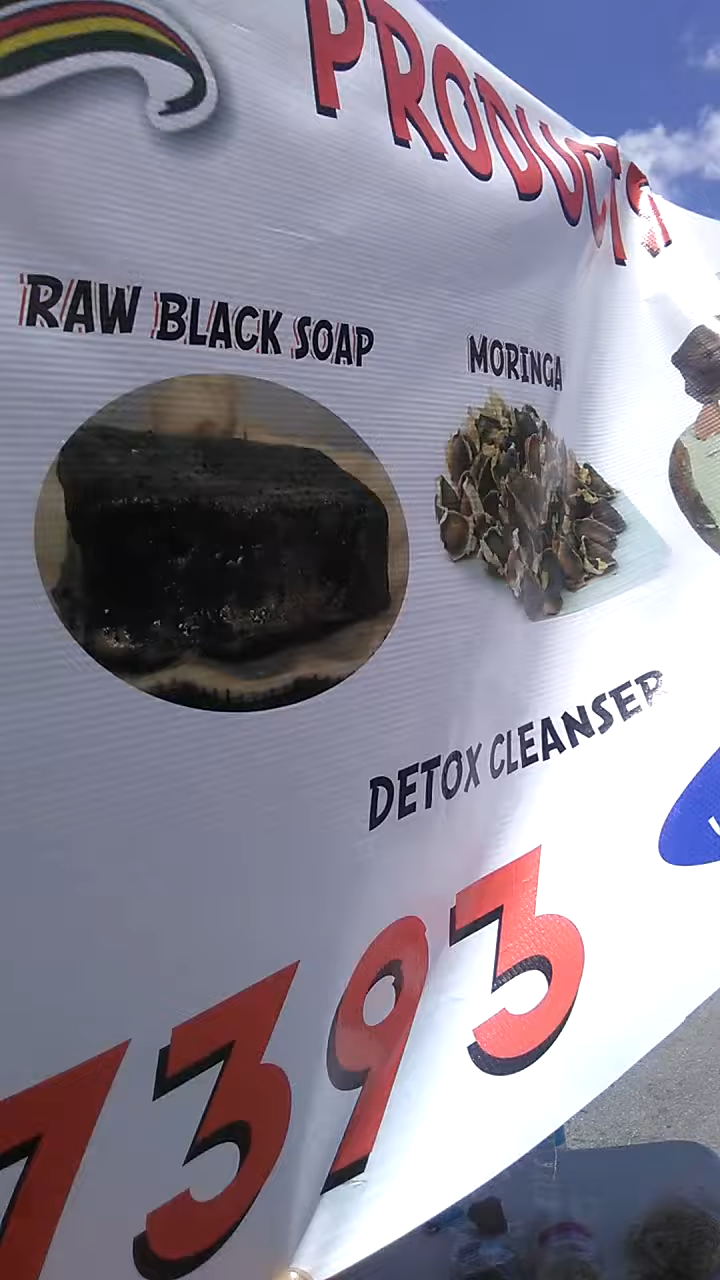 PRODUCTS
RAW BLACK SOAP
MORINGA
DETOX CLEANSER
7393